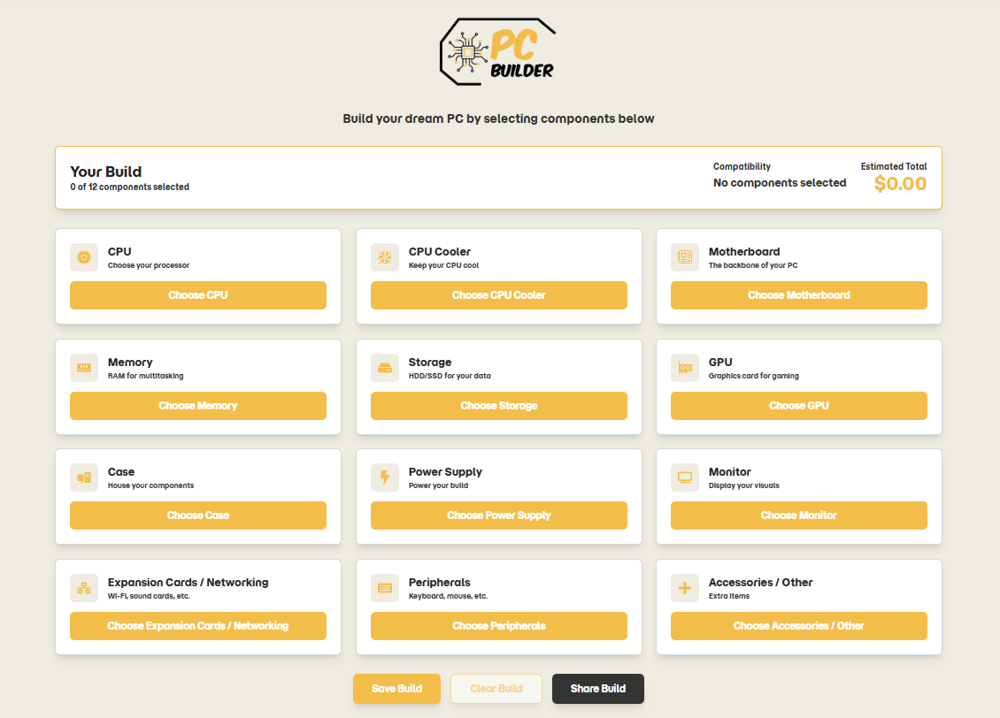 PC
BUILDER
Build your dream PC by selecting components below
Your Build
0 of 12 components selected
Compatibility
No components selected
Estimated Total
$0.00
CPU
Choose your processor
Choose CPU
CPU Cooler
Keep your CPU cool
Choose CPU Cooler
Motherboard
The backbone of your PC
Choose Motherboard
Memory
RAM for multitasking
Choose Memory
Storage
HDD/SSD for your data
Choose Storage
GPU
Graphics card for gaming
Choose GPU
Case
House your components
Choose Case
Power Supply
Power your build
Choose Power Supply
Monitor
Display your visuals
Choose Monitor
Expansion Cards / Networking
Wi-Fi, sound cards, etc.
Choose Expansion Cards / Networking
Peripherals
Keyboard, mouse, etc.
Choose Peripherals
Accessories / Other
Extra items
Choose Accessories / Other
Save Build
Clear Build
Share Build